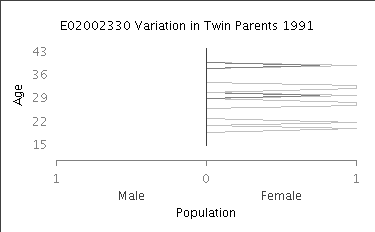 E02002330 Variation in Twin Parents 1991
43
36
29
22
15
Age
1
0
1
Male
Female
Population